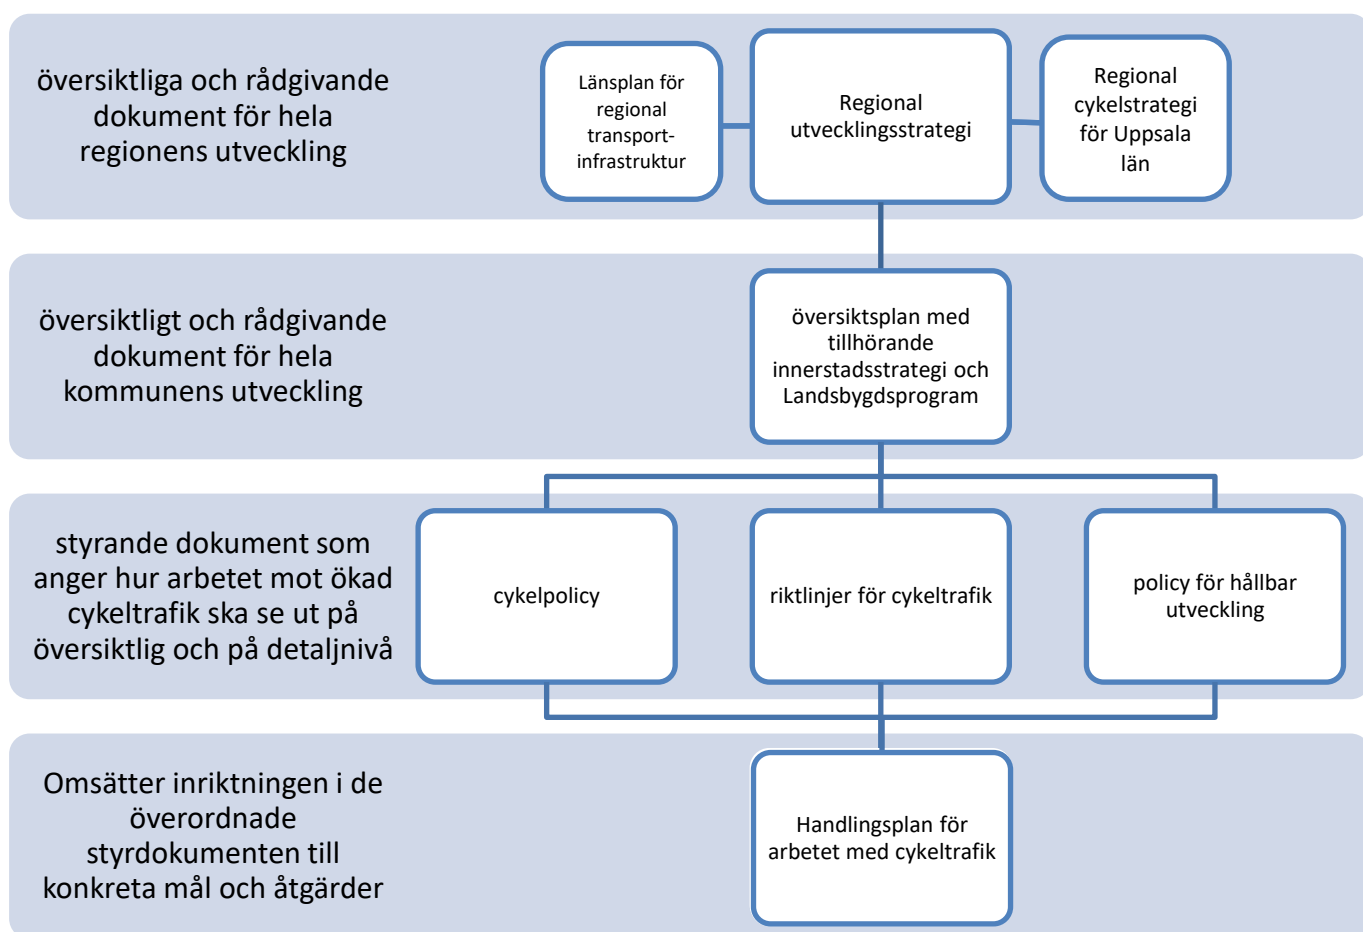 översiktliga och rådgivande
dokument för hela
regionens utveckling
Länsplan för
regional
transport-
infrastruktur
Regional
utvecklingsstrategi
Regional
cykelstrategi
för Uppsala
län
översiktligt och rådgivande
dokument för hela
kommunens utveckling
översiktsplan med
tillhörande
innerstadsstrategi och
Landsbygdsprogram
styrande dokument som
anger hur arbetet mot ökad
cykeltrafik ska se ut på
översiktlig och på detaljnivå
cykelpolicy
riktlinjer för cykeltrafik
policy för hållbar
utveckling
Omsätter inriktningen i de
överordnade
styrdokumenten till
konkreta mål och åtgärder
Handlingsplan för
arbetet med cykeltrafik